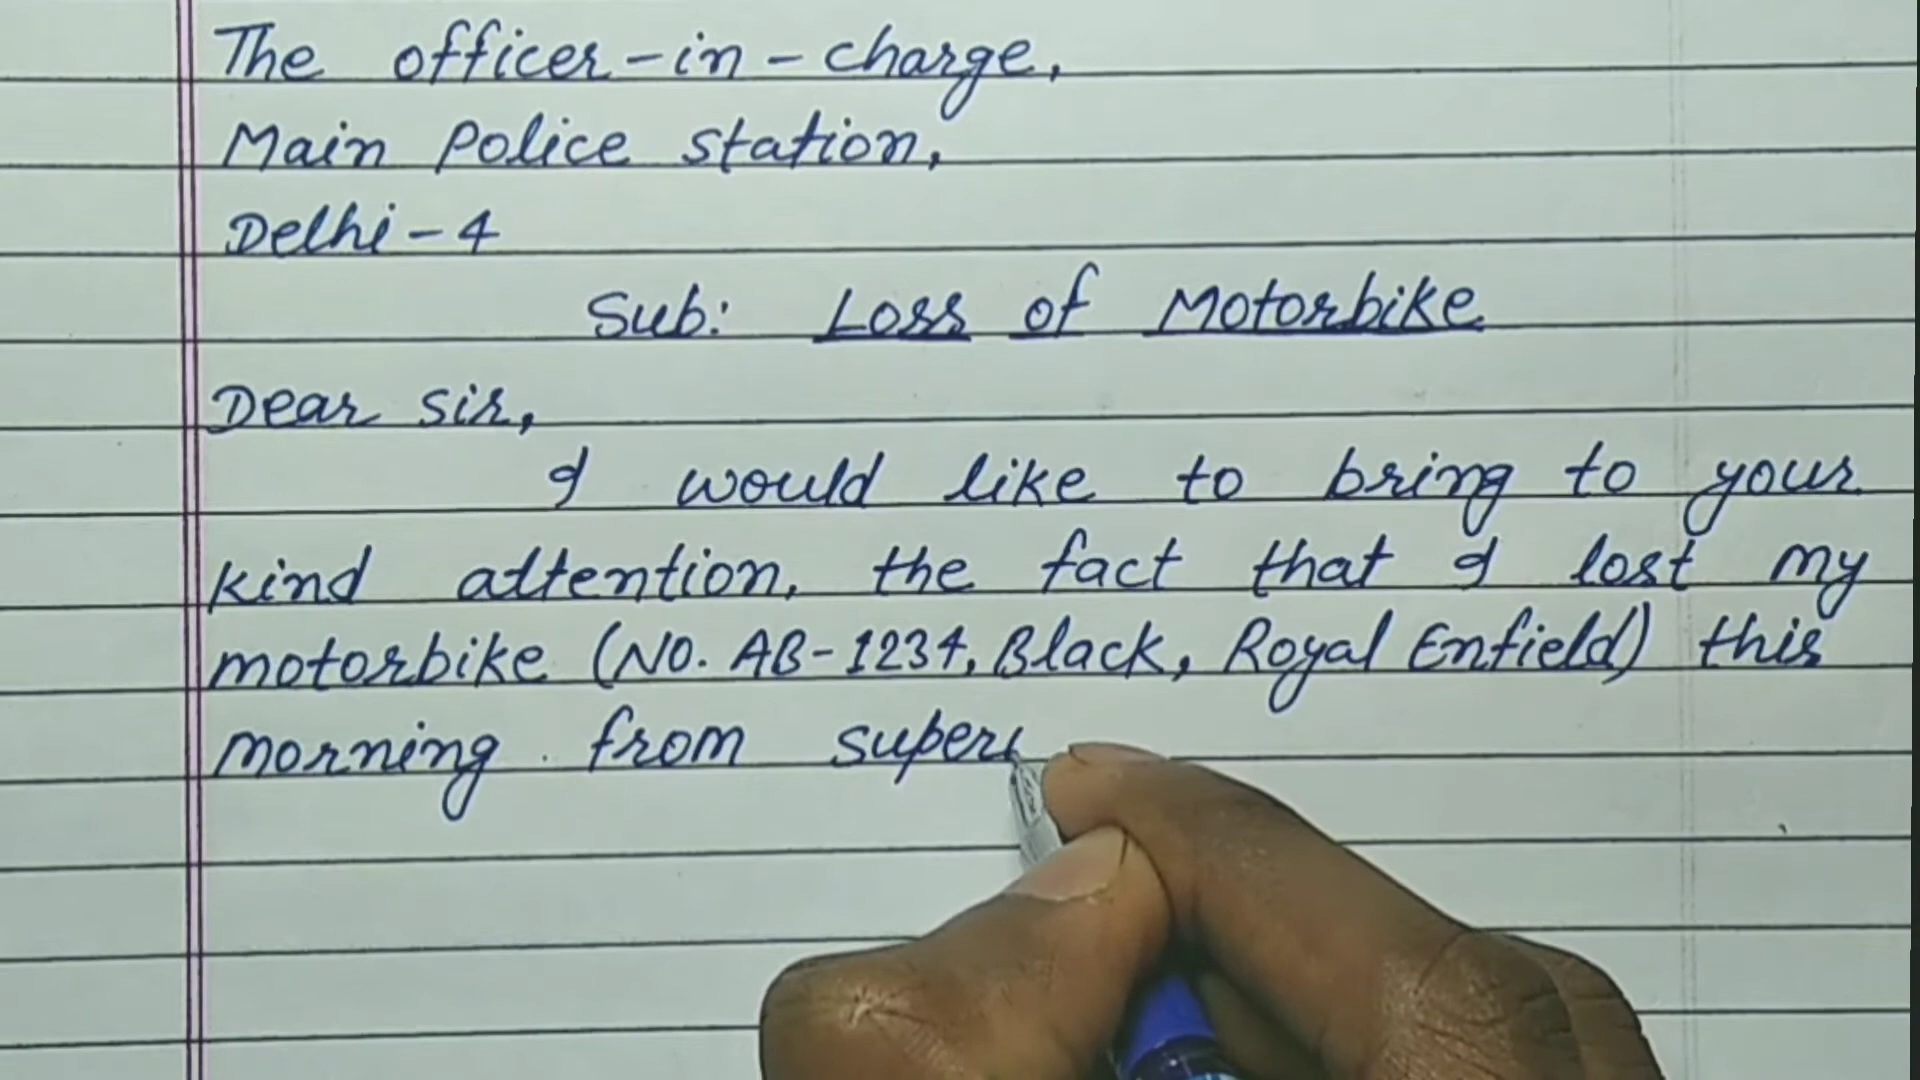 The officer-in-charge,
Main Police station,
Delhi-4
Sub: Loss of Motorbike
Dear sir,
I would like to bring to your
kind attention, the fact that I lost my
motorbike (NO. AB-1234, Black, Royal Enfield) this
morning from